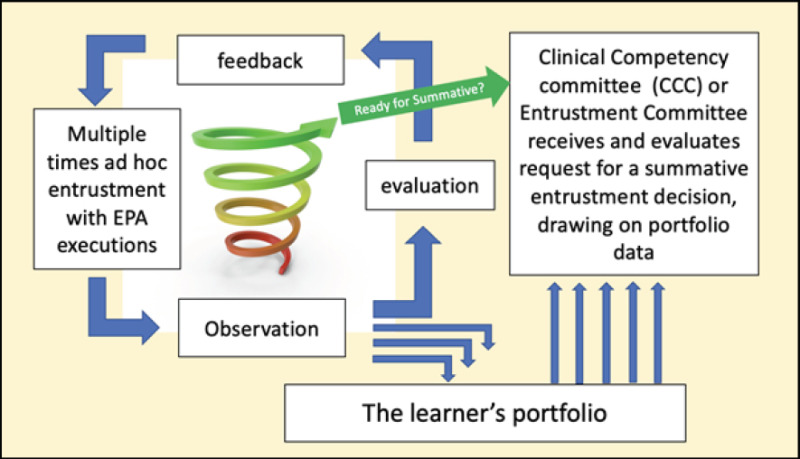 feedback
Ready for Summative?
Multiple
times ad hoc
entrustment
with EPA
executions
evaluation
Observation
Clinical Competency
committee  (CCC) or
Entrustment Committee
receives and evaluates
request for a summative
entrustment decision,
drawing on portfolio
data
The learner’s portfolio